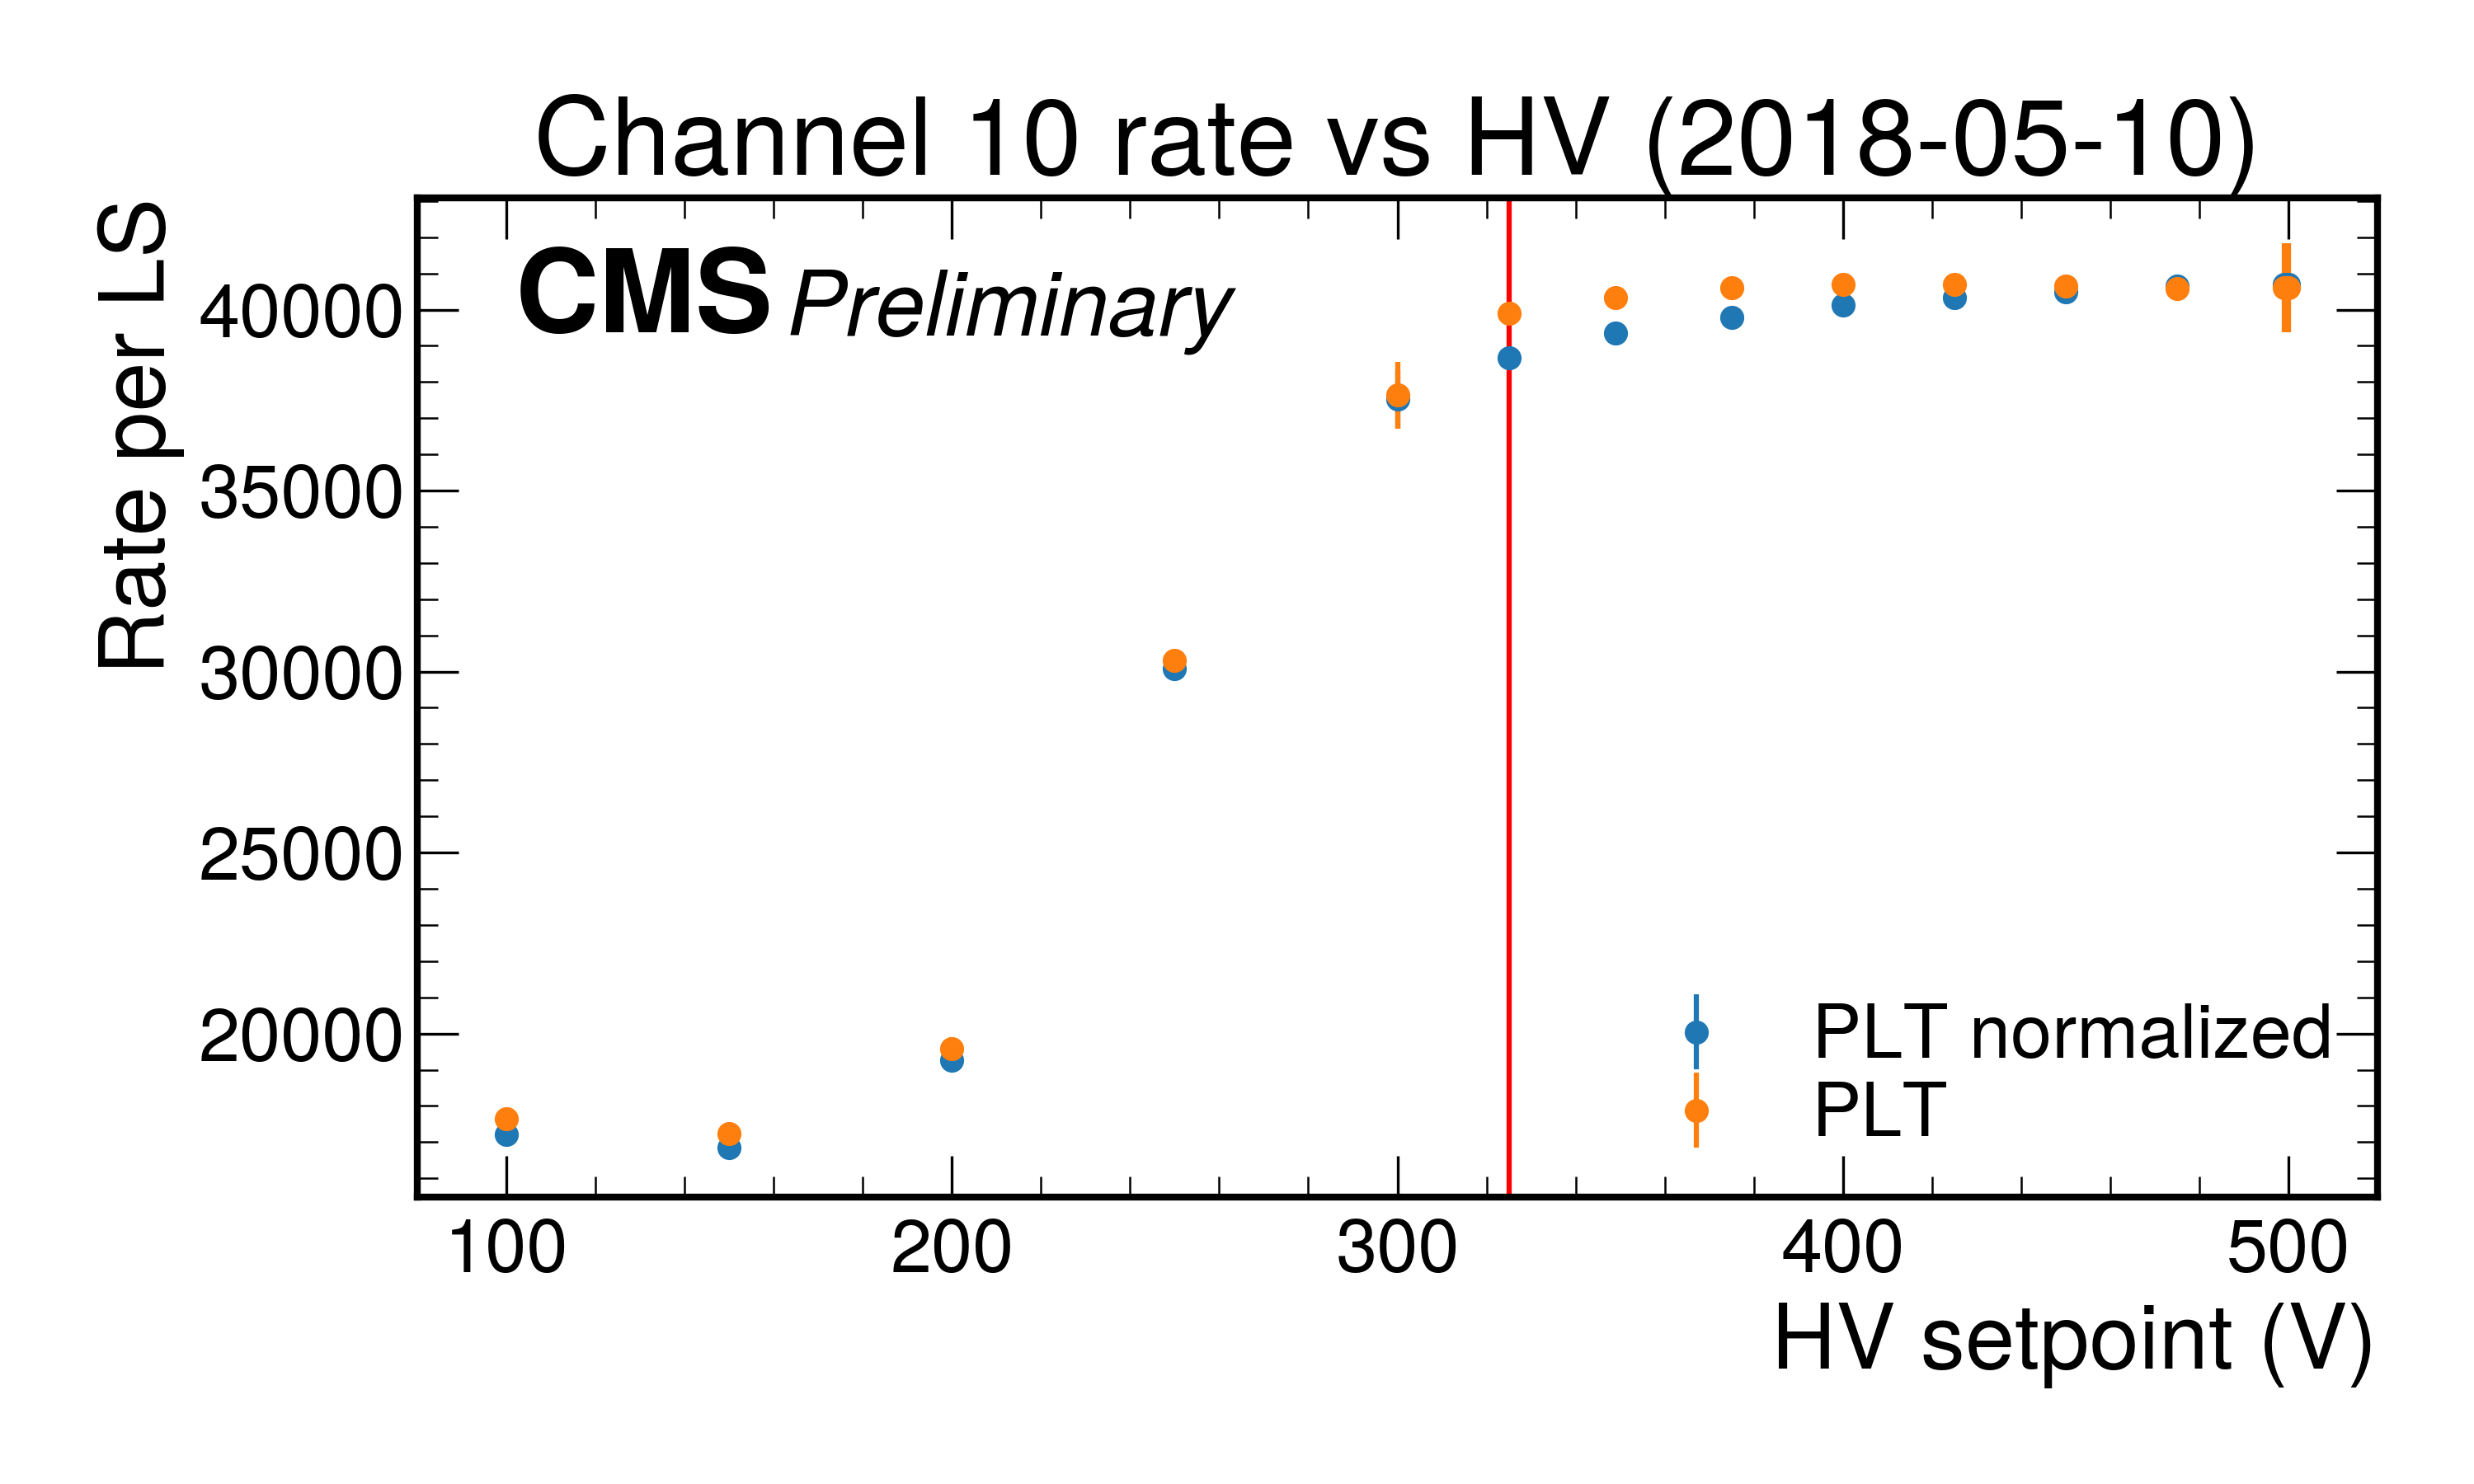 Channel 10 rate vs HV (2018-05-10)
CMS Preliminary
Rate per LS
40000
35000
30000
25000
20000
PLT normalized
PLT
100 200 300 400 500
HV setpoint (V)